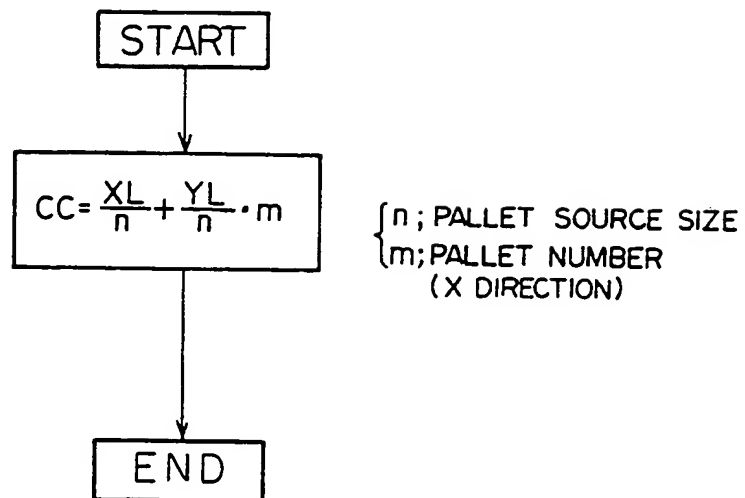 START
CC= XL/n + YL/n · m
{ n; PALLET SOURCE SIZE
m; PALLET NUMBER
(X DIRECTION)
END